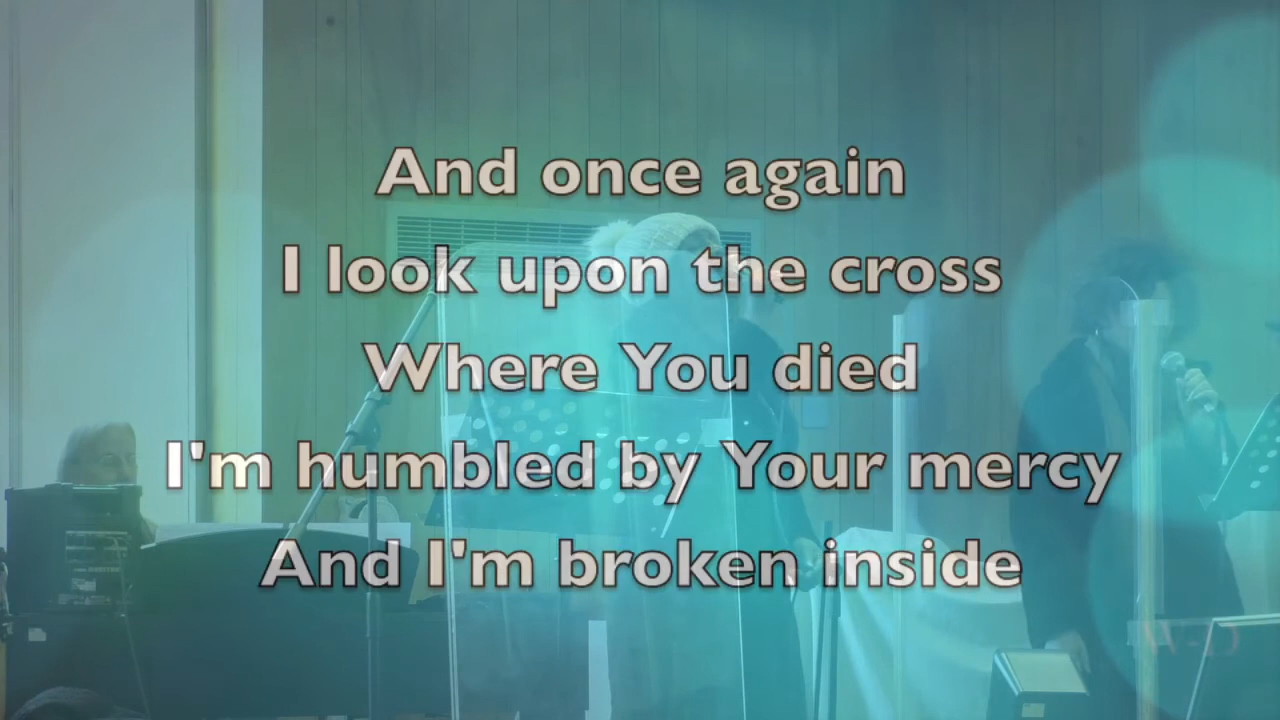 And once again
I look upon the cross
Where You died
I'm humbled by Your mercy
And I'm broken inside
W-D